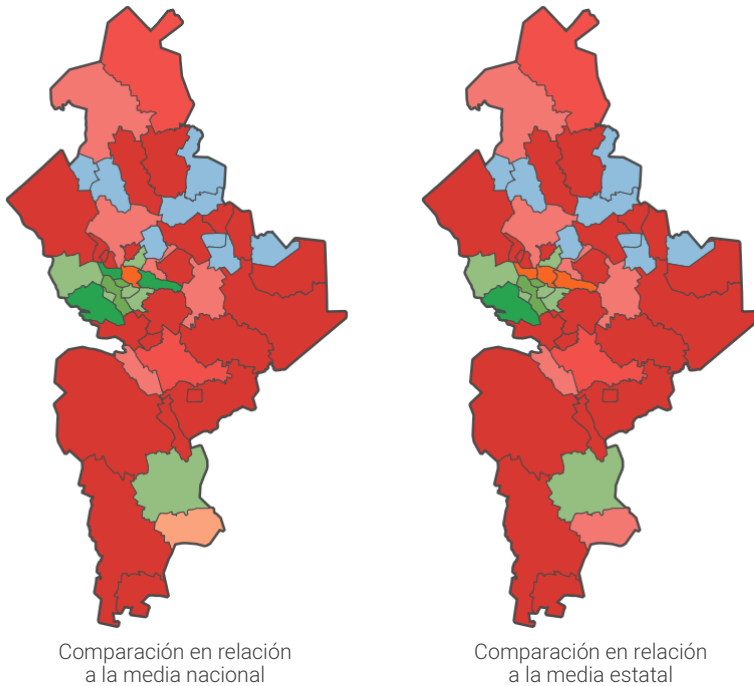 Comparación en relación
a la media nacional
Comparación en relación
a la media estatal